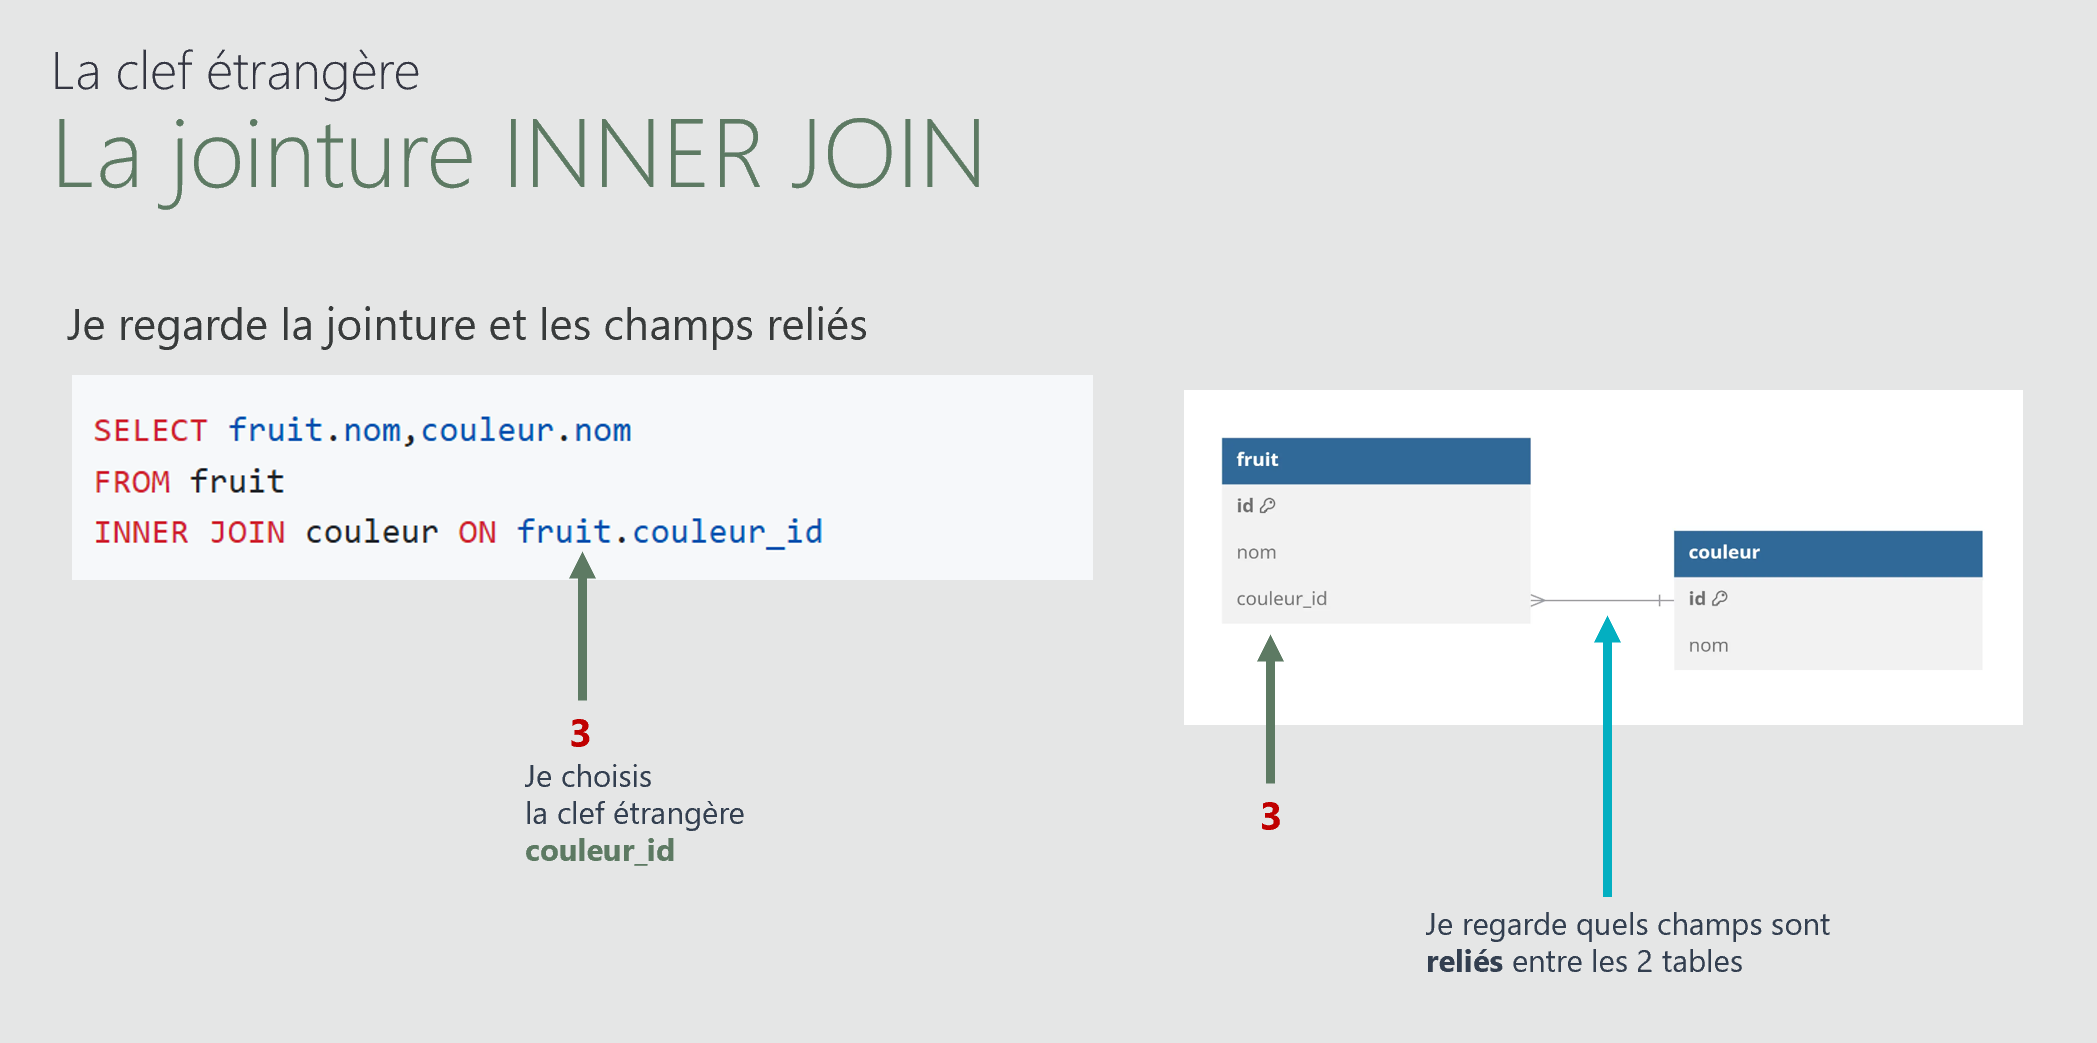 La clef étrangère
La jointure INNER JOIN
Je regarde la jointure et les champs reliés
SELECT fruit.nom,couleur.nom
FROM fruit
INNER JOIN couleur ON fruit.couleur_id
3
Je choisis
la clef étrangère
couleur_id
fruit
id
nom
couleur_id
couleur
id
nom
3
Je regarde quels champs sont
reliés entre les 2 tables